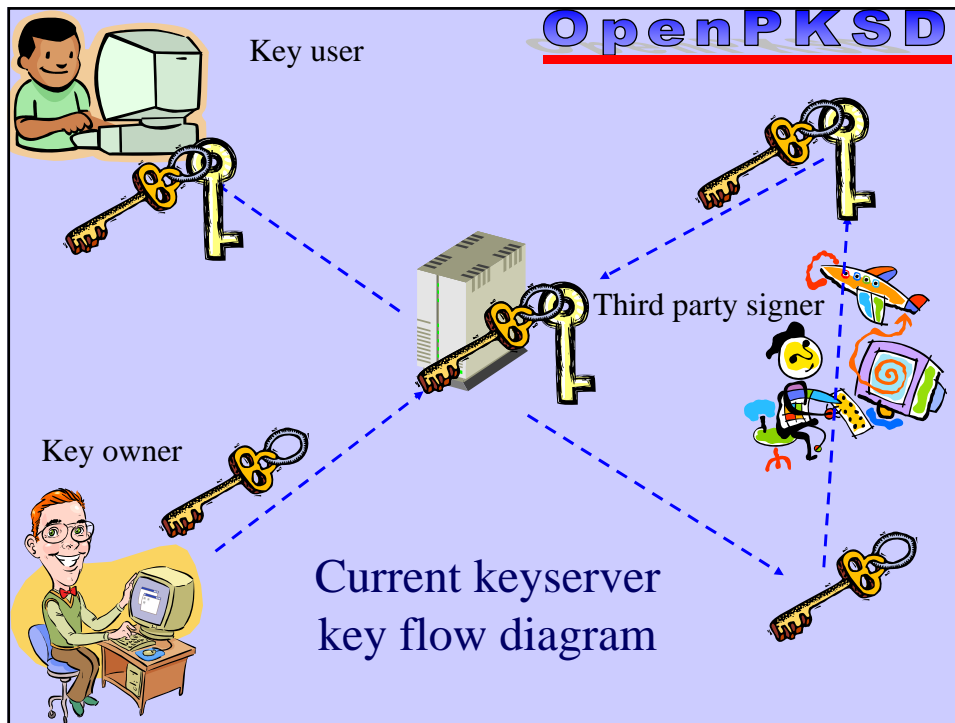 OpenPKSD
Key user
Third party signer
Key owner
Current keyserver
key flow diagram